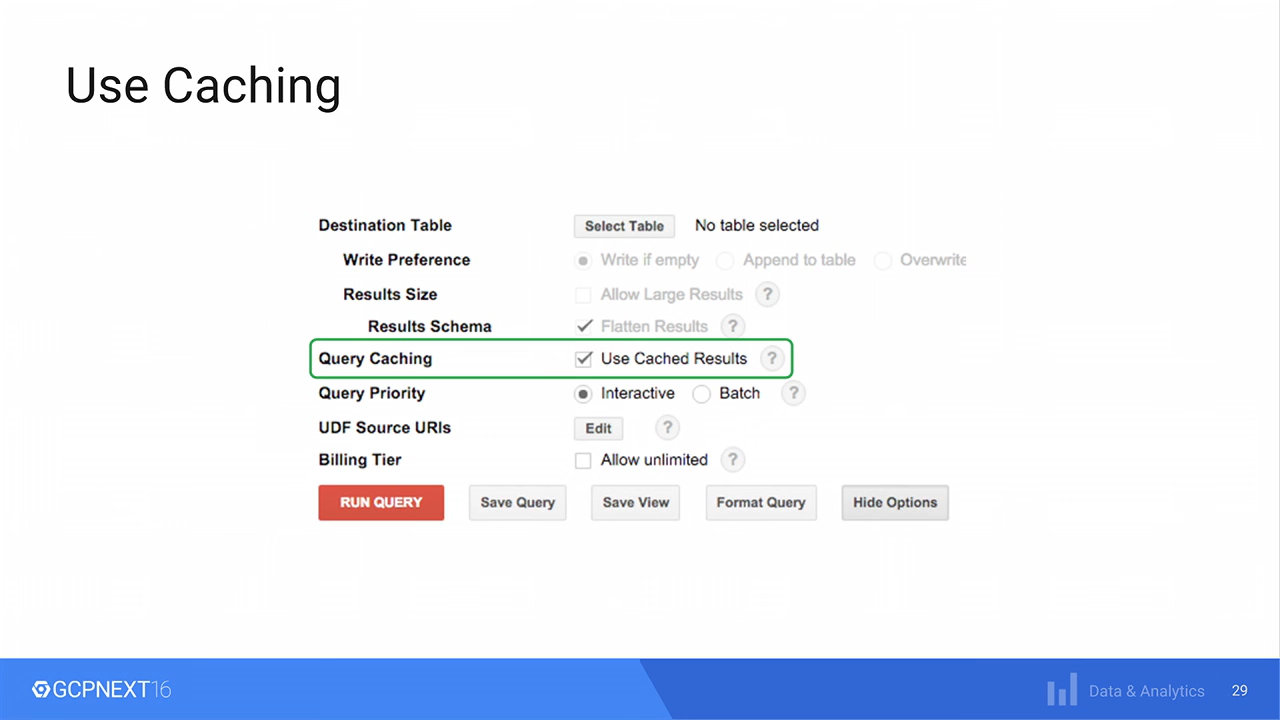 Use Caching
Destination Table Select Table No table selected
Write Preference Write if empty Append to table Overwrite
Results Size Allow Large Results ?
Results Schema Flatten Results ?
Query Caching Use Cached Results ?
Query Priority Interactive Batch ?
UDF Source URIs Edit ?
Billing Tier Allow unlimited ?
RUN QUERY Save Query Save View Format Query Hide Options
GCPNEXT16 Data & Analytics 29